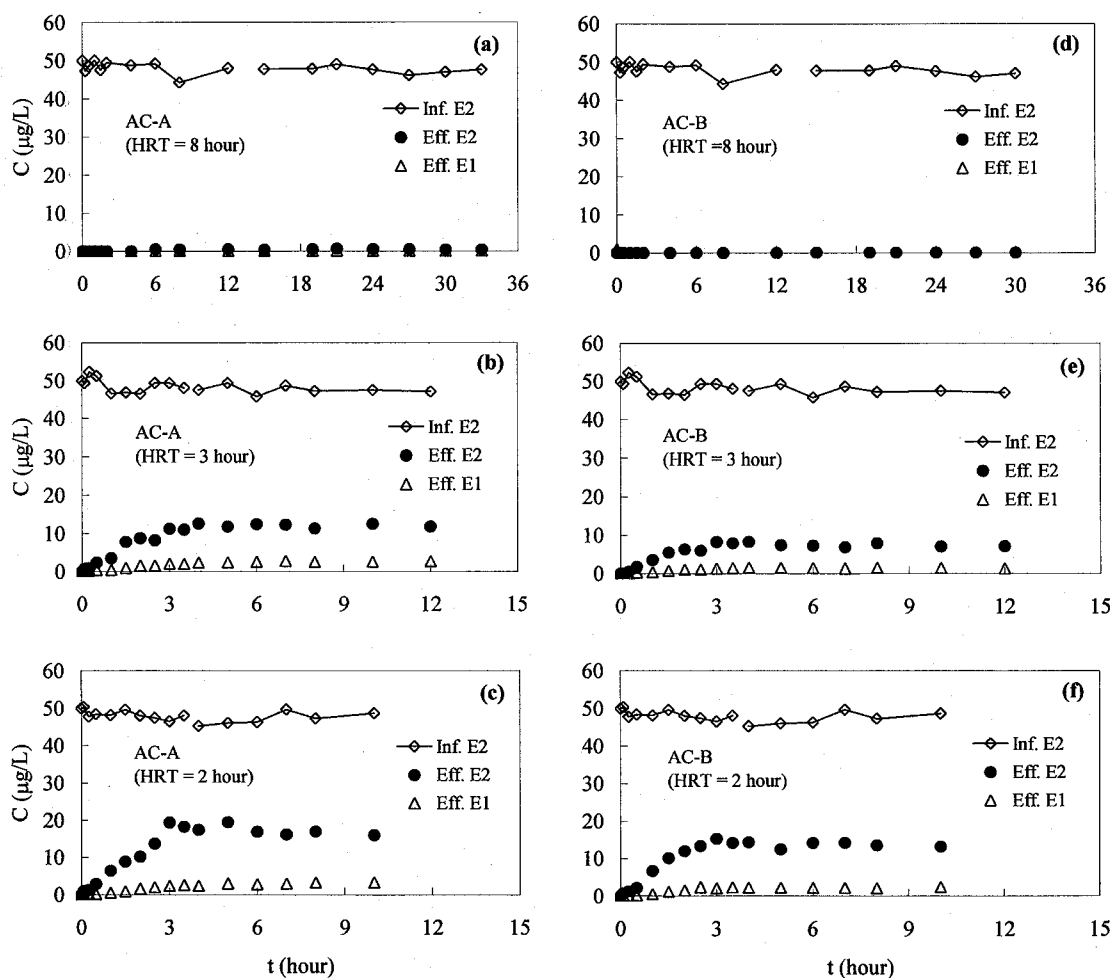 (a)
C (µg/L)
60
50
40
30
20
10
0
AC-A
(HRT = 8 hour)
Inf. E2
Eff. E2
Eff. E1
0 6 12 18 24 30 36
(d)
60
50
40
30
20
10
0
AC-B
(HRT =8 hour)
Inf. E2
Eff. E2
Eff. E1
0 6 12 18 24 30 36
(b)
C (µg/L)
60
50
40
30
20
10
0
AC-A
(HRT = 3 hour)
Inf. E2
Eff. E2
Eff. E1
0 3 6 9 12 15
(e)
60
50
40
30
20
10
0
AC-B
(HRT = 3 hour)
Inf. E2
Eff. E2
Eff. E1
0 3 6 9 12 15
(c)
C (µg/L)
60
50
40
30
20
10
0
AC-A
(HRT = 2 hour)
Inf. E2
Eff. E2
Eff. E1
0 3 6 9 12 15
t (hour)
(f)
60
50
40
30
20
10
0
AC-B
(HRT = 2 hour)
Inf. E2
Eff. E2
Eff. E1
0 3 6 9 12 15
t (hour)